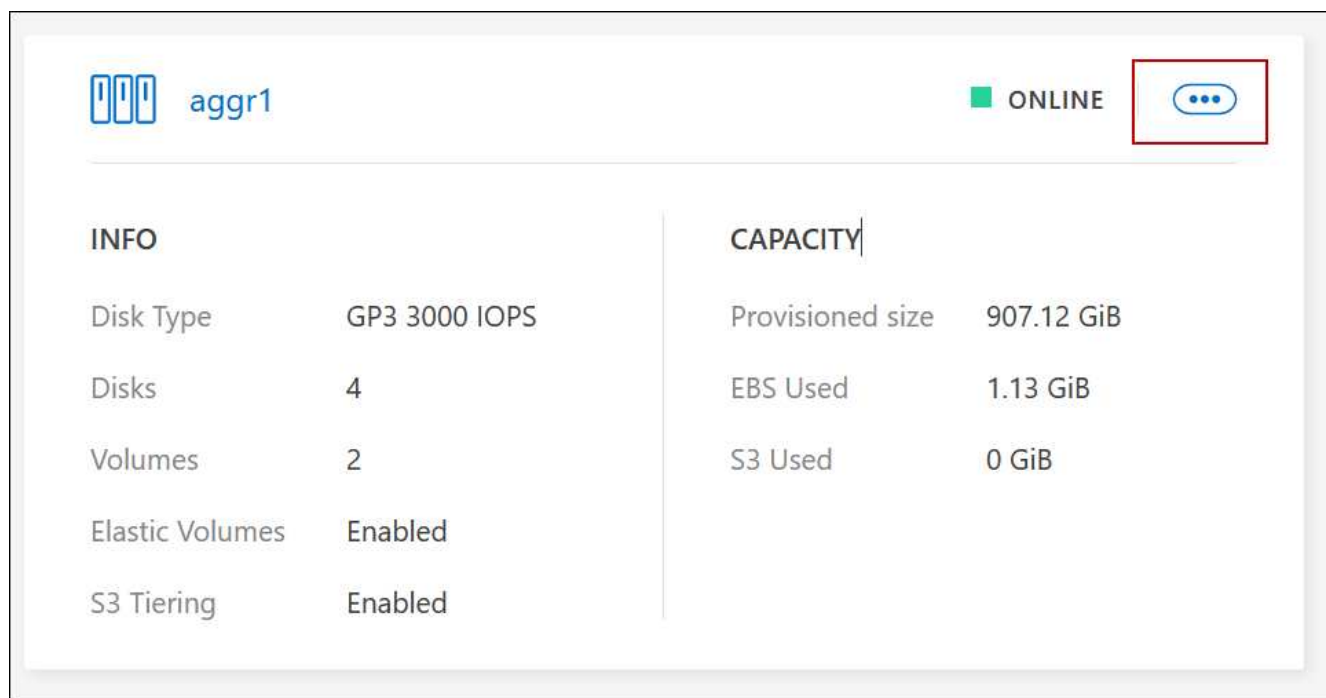 aggr1
ONLINE
INFO
Disk Type GP3 3000 IOPS
Disks 4
Volumes 2
Elastic Volumes Enabled
S3 Tiering Enabled
CAPACITY
Provisioned size 907.12 GiB
EBS Used 1.13 GiB
S3 Used 0 GiB